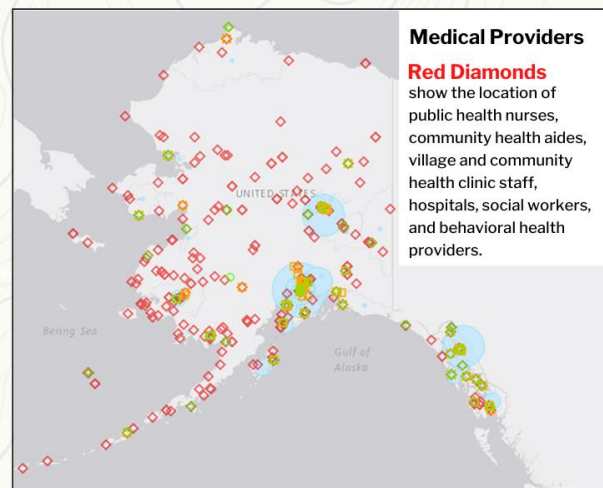 Medical Providers
Red Diamonds
show the location of
public health nurses,
community health aides,
village and community
health clinic staff,
hospitals, social workers,
and behavioral health
providers.
UNITED STATES
Bering Sea
Gulf of
Alaska